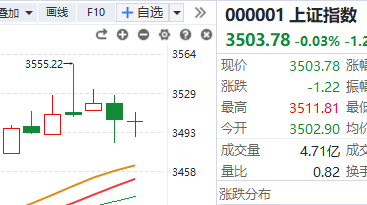 叠加 画线 F10 + 自选
000001 上证指数
3503.78 -0.03% -1.2
3564
3555.22→
3529
3493
3458
现价 3503.78 振幅
涨跌 -1.22 涨
最高 3511.81 最低
今开 3502.90 均价
成交量 4.71亿
量比 0.82 换手
涨跌分布